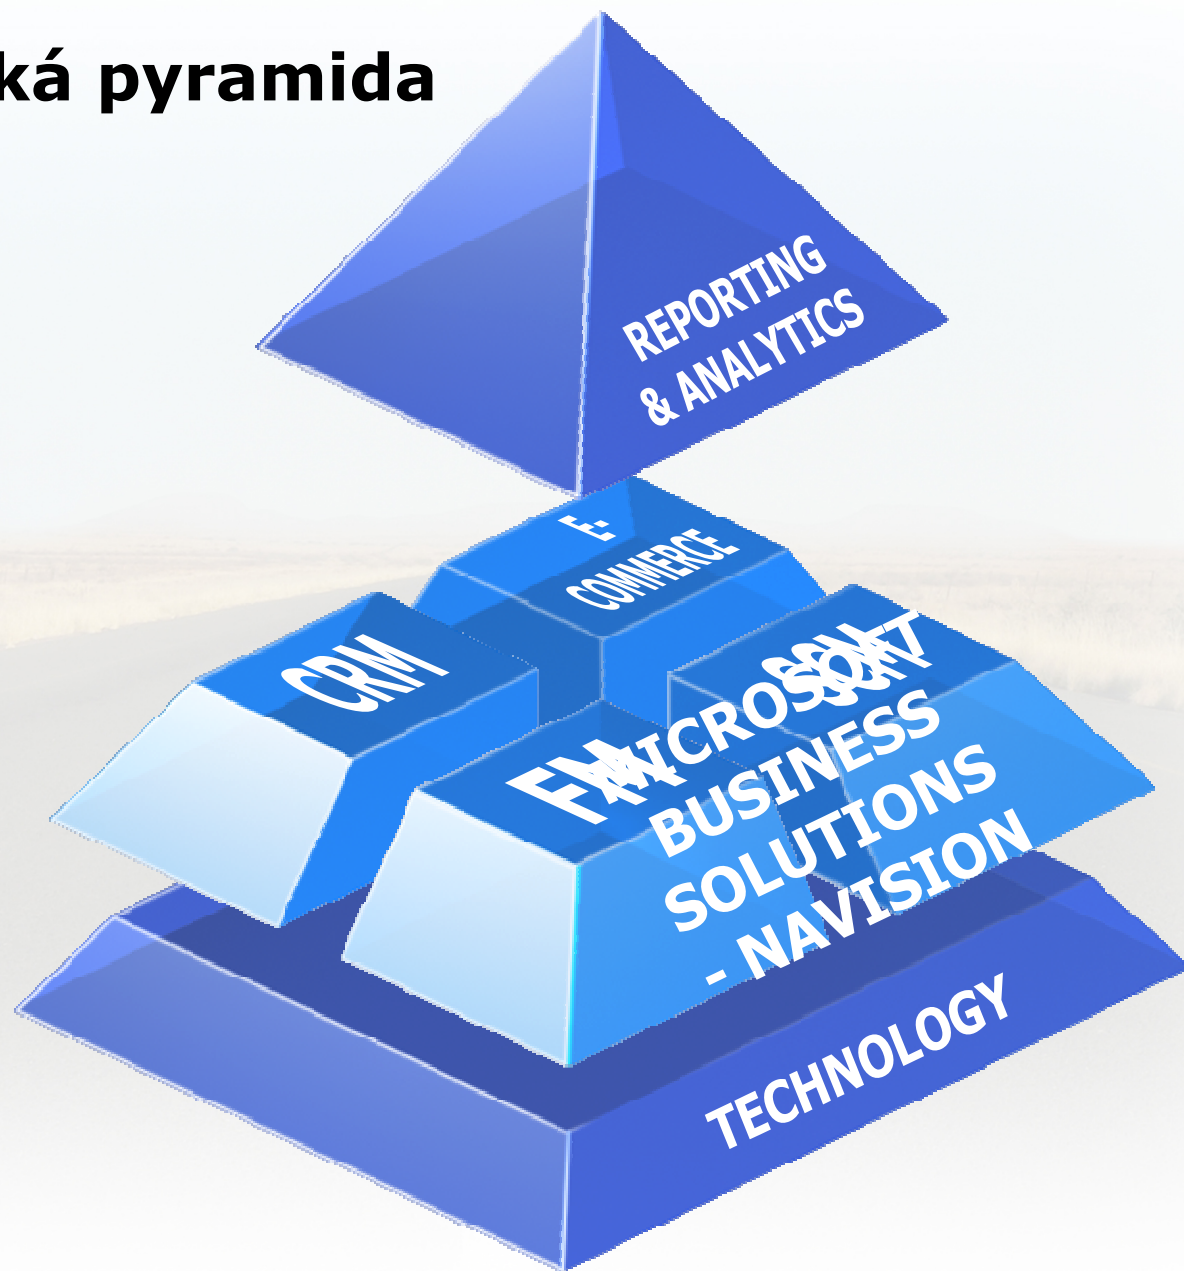 ká pyramida
REPORTING
& ANALYTICS
E-
COMMERCE
CRM
MICROSOFT
BUSINESS
SOLUTIONS
- NAVISION
TECHNOLOGY